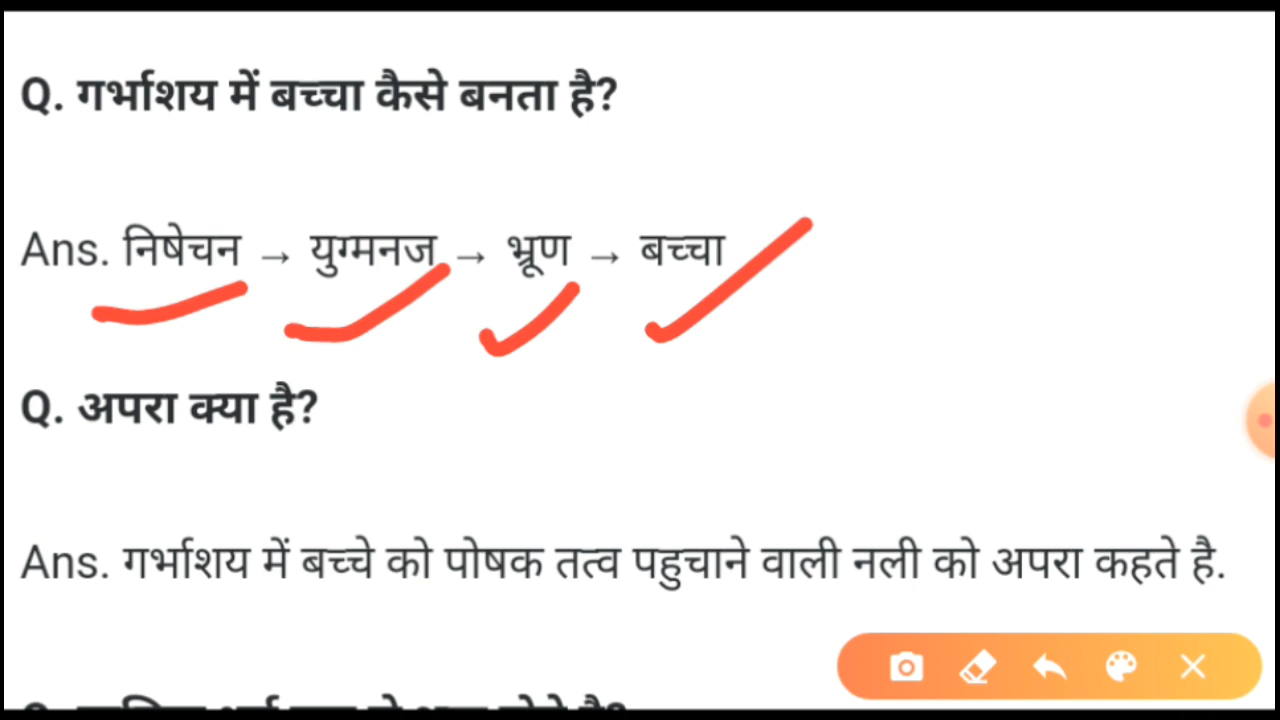 Q. गर्भाशय में बच्चा कैसे बनता है?
Ans. निषेचन → युग्मनज → भ्रूण → बच्चा
Q. अपरा क्या है?
Ans. गर्भाशय में बच्चे को पोषक तत्व पहुचाने वाली नली को अपरा कहते है.